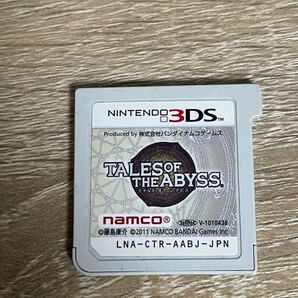 NINTENDO 3DS™
Produced by 株式会社バンダイナムコゲームス
TALES OF
THE ABYSS
テイルズ オブ ジ アビス
namco®
V-1010438
©藤島康介 ©2011 NAMCO BANDAI Games Inc.
LNA-CTR-AABJ-JPN